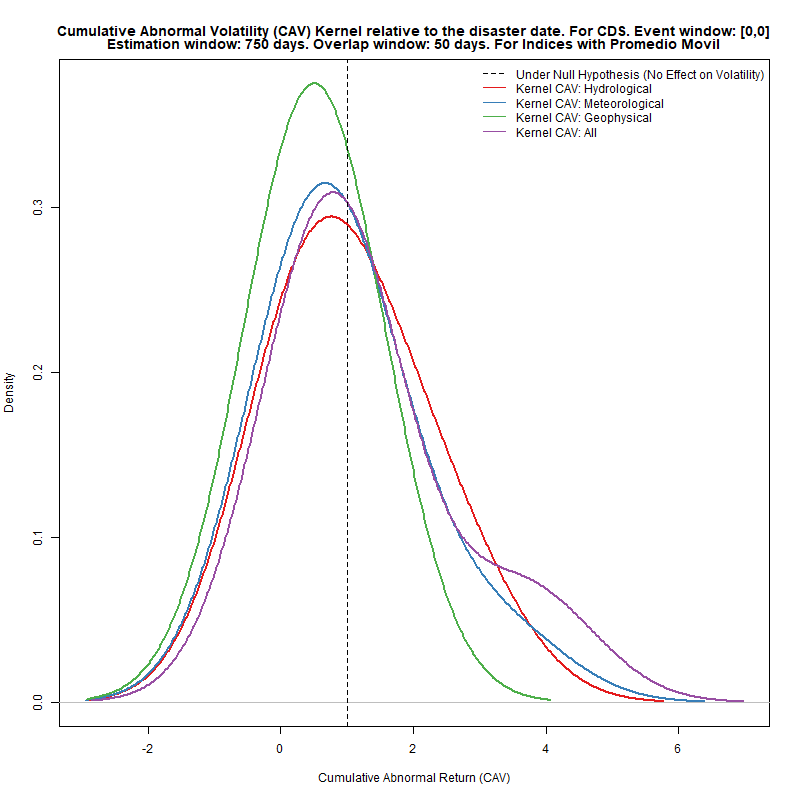 Cumulative Abnormal Volatility (CAV) Kernel relative to the disaster date. For CDS. Event window: [0,0]
Estimation window: 750 days. Overlap window: 50 days. For Indices with Promedio Movil
Under Null Hypothesis (No Effect on Volatility)
Kernel CAV: Hydrological
Kernel CAV: Meteorological
Kernel CAV: Geophysical
Kernel CAV: All
0.3
0.2
0.1
0.0
Density
-2
0
2
4
6
Cumulative Abnormal Return (CAV)